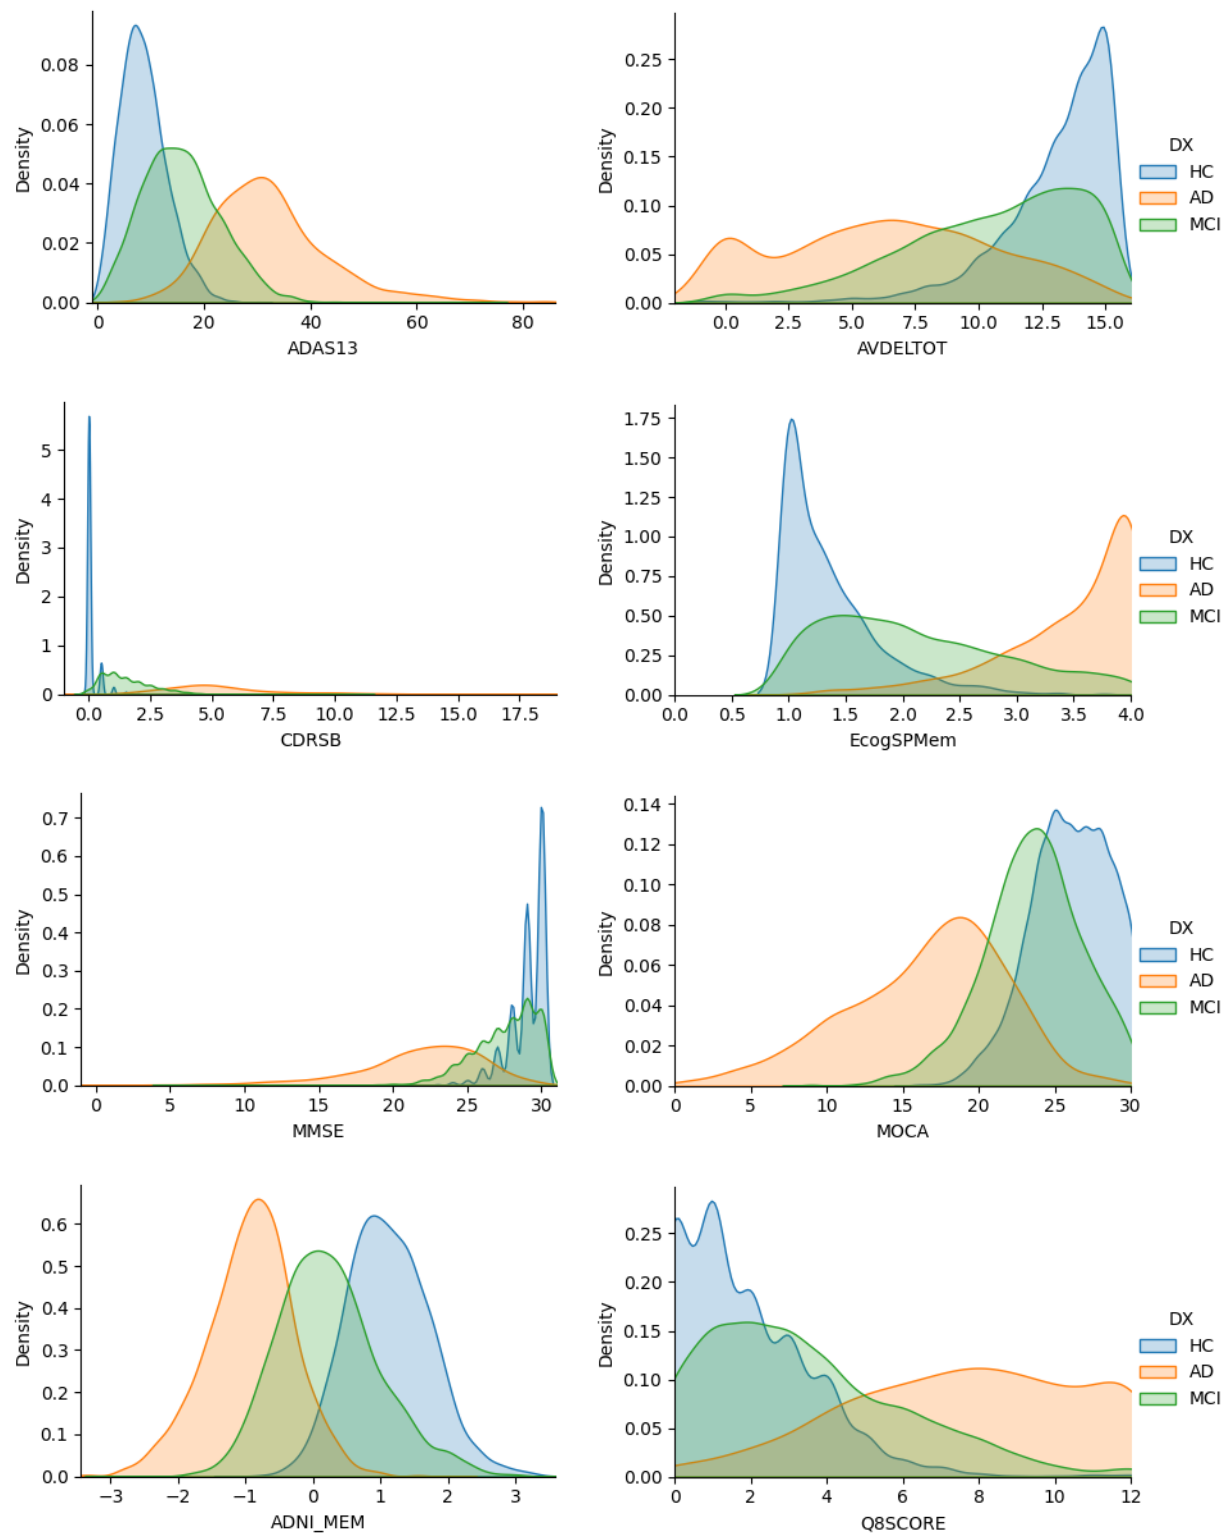 Density
0.08
0.06
0.04
0.02
0.00
0 20 40 60 80
ADAS13
Density
0.25
0.20
0.15
0.10
0.05
0.00
0.0 2.5 5.0 7.5 10.0 12.5 15.0
AVDELTOT
DX
HC
AD
MCI
Density
5
4
3
2
1
0
0.0 2.5 5.0 7.5 10.0 12.5 15.0 17.5
CDRSB
Density
1.75
1.50
1.25
1.00
0.75
0.50
0.25
0.00
0.0 0.5 1.0 1.5 2.0 2.5 3.0 3.5 4.0
EcogSPMem
DX
HC
AD
MCI
Density
0.7
0.6
0.5
0.4
0.3
0.2
0.1
0.0
0 5 10 15 20 25 30
MMSE
Density
0.14
0.12
0.10
0.08
0.06
0.04
0.02
0.00
0 5 10 15 20 25 30
MOCA
DX
HC
AD
MCI
Density
0.6
0.5
0.4
0.3
0.2
0.1
0.0
−3 −2 −1 0 1 2 3
ADNI_MEM
Density
0.25
0.20
0.15
0.10
0.05
0.00
0 2 4 6 8 10 12
Q8SCORE
DX
HC
AD
MCI